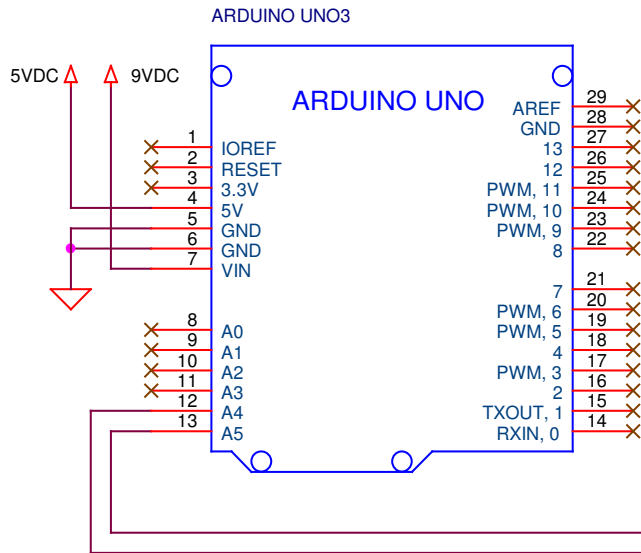 ARDUINO UNO3
5VDC 9VDC
ARDUINO UNO
1 IOREF
2 RESET
3 3.3V
4 5V
5 GND
6 GND
7 VIN
8 A0
9 A1
10 A2
11 A3
12 A4
13 A5
AREF 29
GND 28
13 27
12 26
PWM, 11 25
PWM, 10 24
PWM, 9 23
8 22
7 21
PWM, 6 20
PWM, 5 19
4 18
PWM, 3 17
2 16
TXOUT, 1 15
RXIN, 0 14